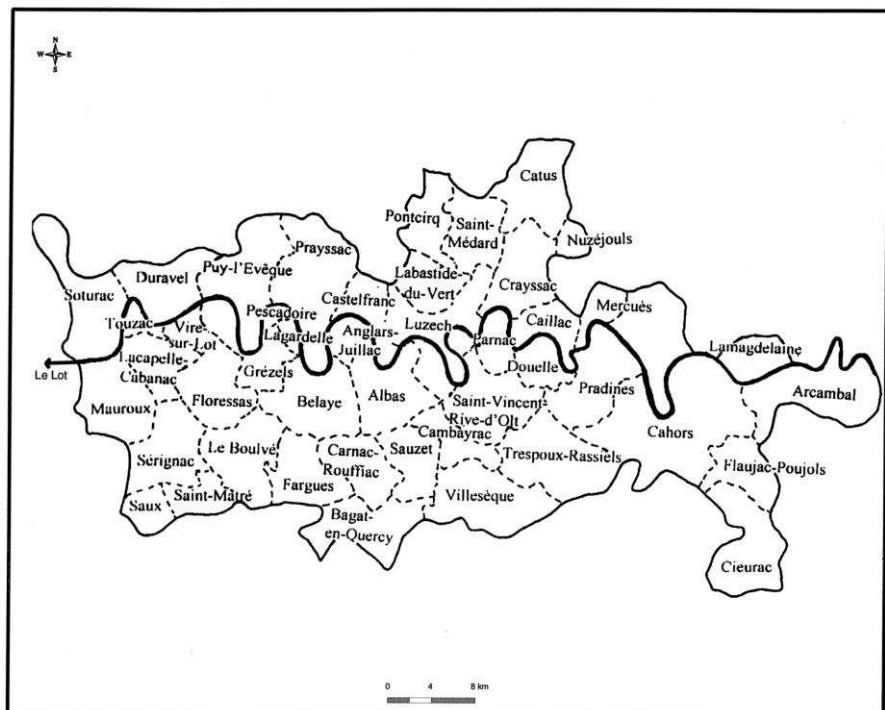 N
W E
S
Catus
Pontcirq
Saint-
Médard
Nuzéjouls
Prayssac
Puy-l'Evêque
Duravel
Labastide-
du-Vert
Crayssac
Soturac
Castelfranc
Mercuès
Pescadoire
Caillac
Touzac
Vire-
sur-Lot
Lagardelle
Anglars-
Juillac
Luzech
Parnac
Lamagdelaine
Le Lot
Lacapelle-
Cabanac
Grézels
Douelle
Arcambal
Mauroux
Floressas
Belaye
Albas
Saint-Vincent-
Rive-d'Olt
Pradines
Cahors
Cambayrac
Sérignac
Le Boulvé
Carnac-
Rouffiac
Sauzet
Trespoux-Rassiels
Flaujac-Poujols
Saux
Saint-Matré
Fargues
Villesèque
Bagat-
en-Quercy
Cieurac
0 4 8 km